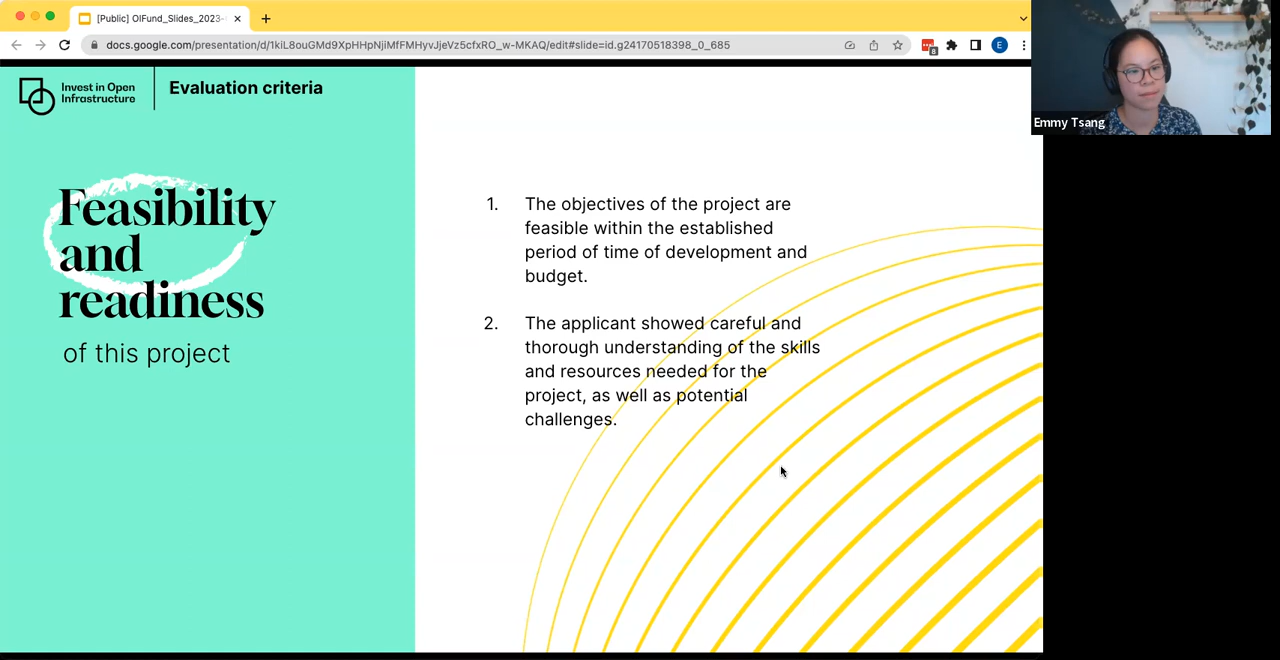 [Public] OIFund_Slides_2023-
docs.google.com/presentation/d/1kiL8ouGMd9XpHHpNjiMfFMHyvJjeVz5cfxRO_w-MKAQ/edit#slide=id.g24170518398_0_685
8
E
Emmy Tsang
Invest in Open
Infrastructure
Evaluation criteria
Feasibility
and
readiness
of this project
1. The objectives of the project are
feasible within the established
period of time of development and
budget.
2. The applicant showed careful and
thorough understanding of the skills
and resources needed for the
project, as well as potential
challenges.